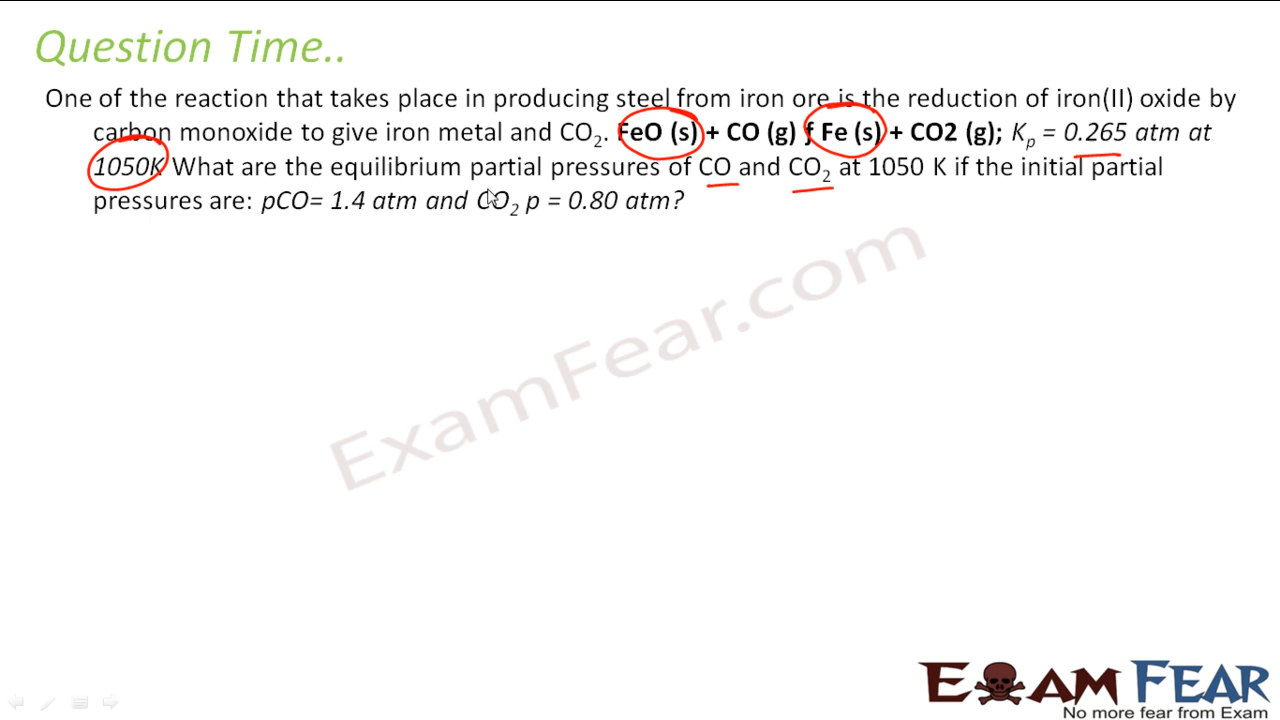 Question Time..
One of the reaction that takes place in producing steel from iron ore is the reduction of iron(II) oxide by
carbon monoxide to give iron metal and CO₂. FeO (s) + CO (g) ƒ Fe (s) + CO2 (g); Kₚ = 0.265 atm at
1050K What are the equilibrium partial pressures of CO and CO₂ at 1050 K if the initial partial
pressures are: pCO= 1.4 atm and CO₂ p = 0.80 atm?
ExamFear.com
EXAM FEAR
No more fear from Exam